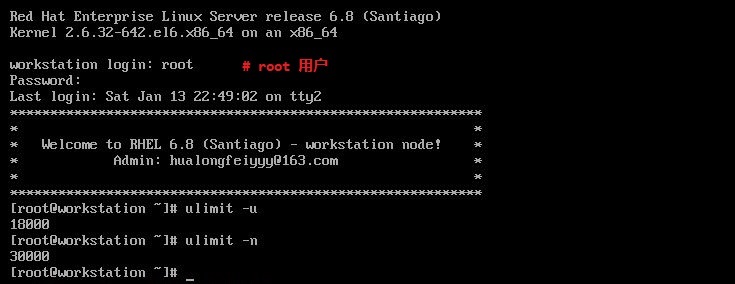 Red Hat Enterprise Linux Server release 6.8 (Santiago)
Kernel 2.6.32-642.el6.x86_64 on an x86_64
workstation login: root # root 用户
Password:
Last login: Sat Jan 13 22:49:02 on tty2
************************************************************
* *
* Welcome to RHEL 6.8 (Santiago) - workstation node! *
* Admin: hualongfeiyyy@163.com *
* *
************************************************************
[root@workstation ~]# ulimit -u
18000
[root@workstation ~]# ulimit -n
30000
[root@workstation ~]# _